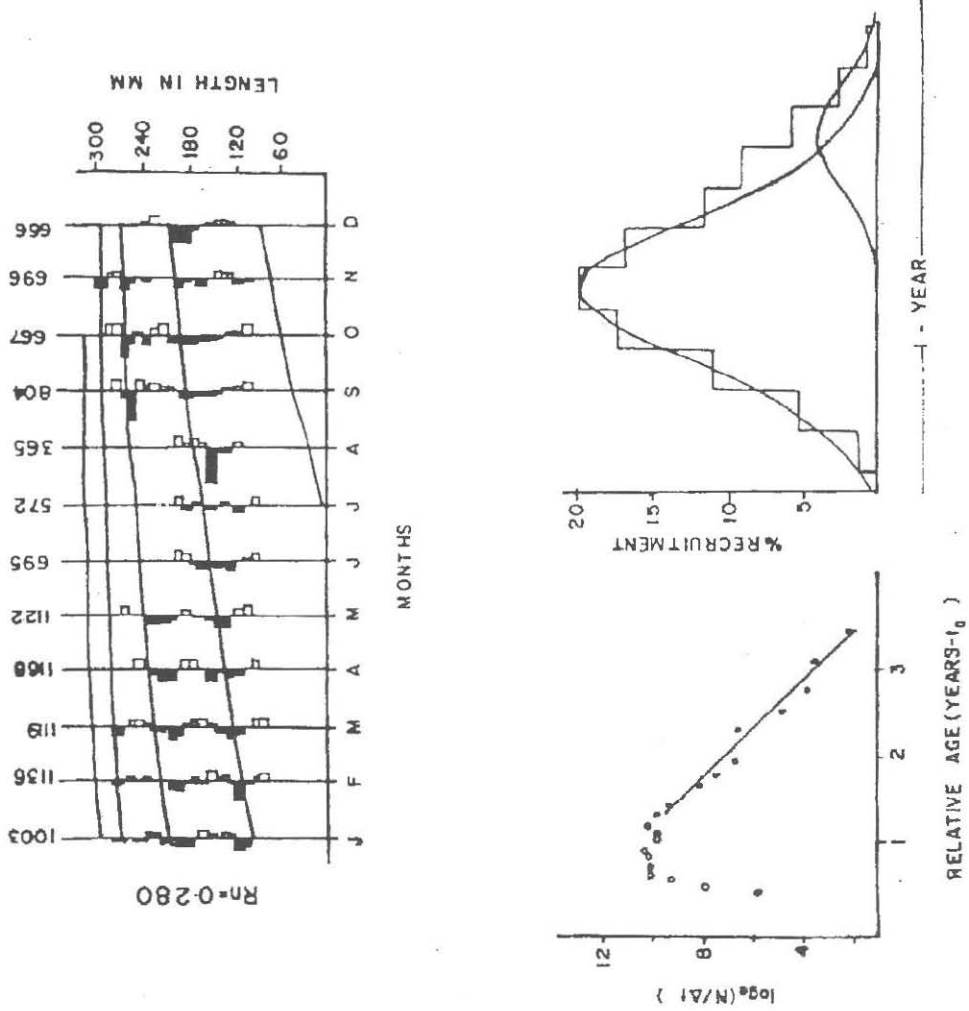 Rn=0·280
1003 1136 1119 1168 1122 695 572 365 804 667 696 666
LENGTH IN MM
300 240 180 120 60
J F M A M J J A S O N D
MONTHS
logₑ(N/Δt)
12 8 4
1 2 3
RELATIVE AGE(YEARS-t₀
% RECRUITMENT
20 15 10 5
1 - YEAR